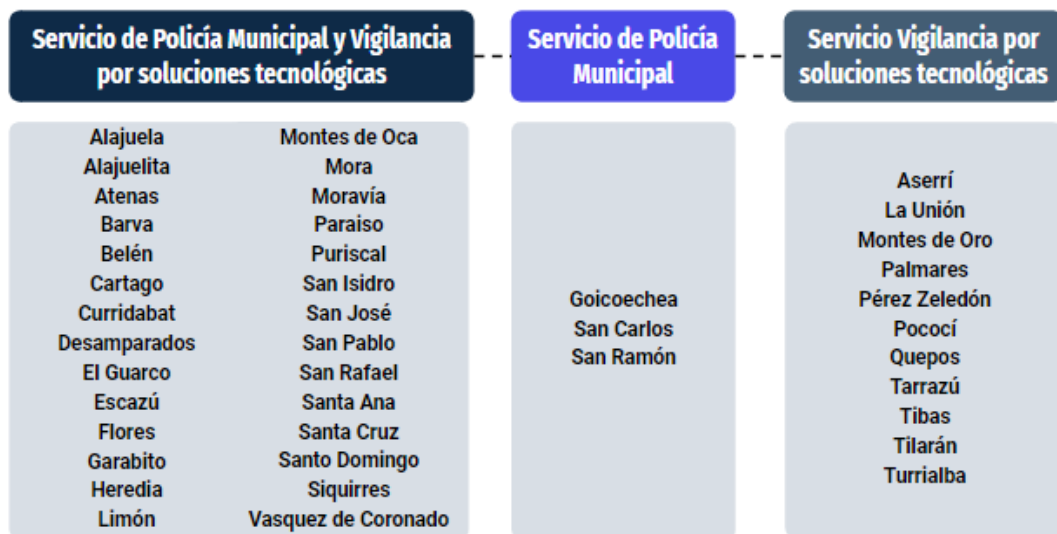 Servicio de Policía Municipal y Vigilancia
por soluciones tecnológicas
Alajuela
Alajuelita
Atenas
Barva
Belén
Cartago
Curridabat
Desamparados
El Guarco
Escazú
Flores
Garabito
Heredia
Limón
Montes de Oca
Mora
Moravía
Paraiso
Puriscal
San Isidro
San José
San Pablo
San Rafael
Santa Ana
Santa Cruz
Santo Domingo
Siquirres
Vasquez de Coronado
Servicio de Policía
Municipal
Goicoechea
San Carlos
San Ramón
Servicio Vigilancia por
soluciones tecnológicas
Aserrí
La Unión
Montes de Oro
Palmares
Pérez Zeledón
Pococí
Quepos
Tarrazú
Tibas
Tilarán
Turrialba